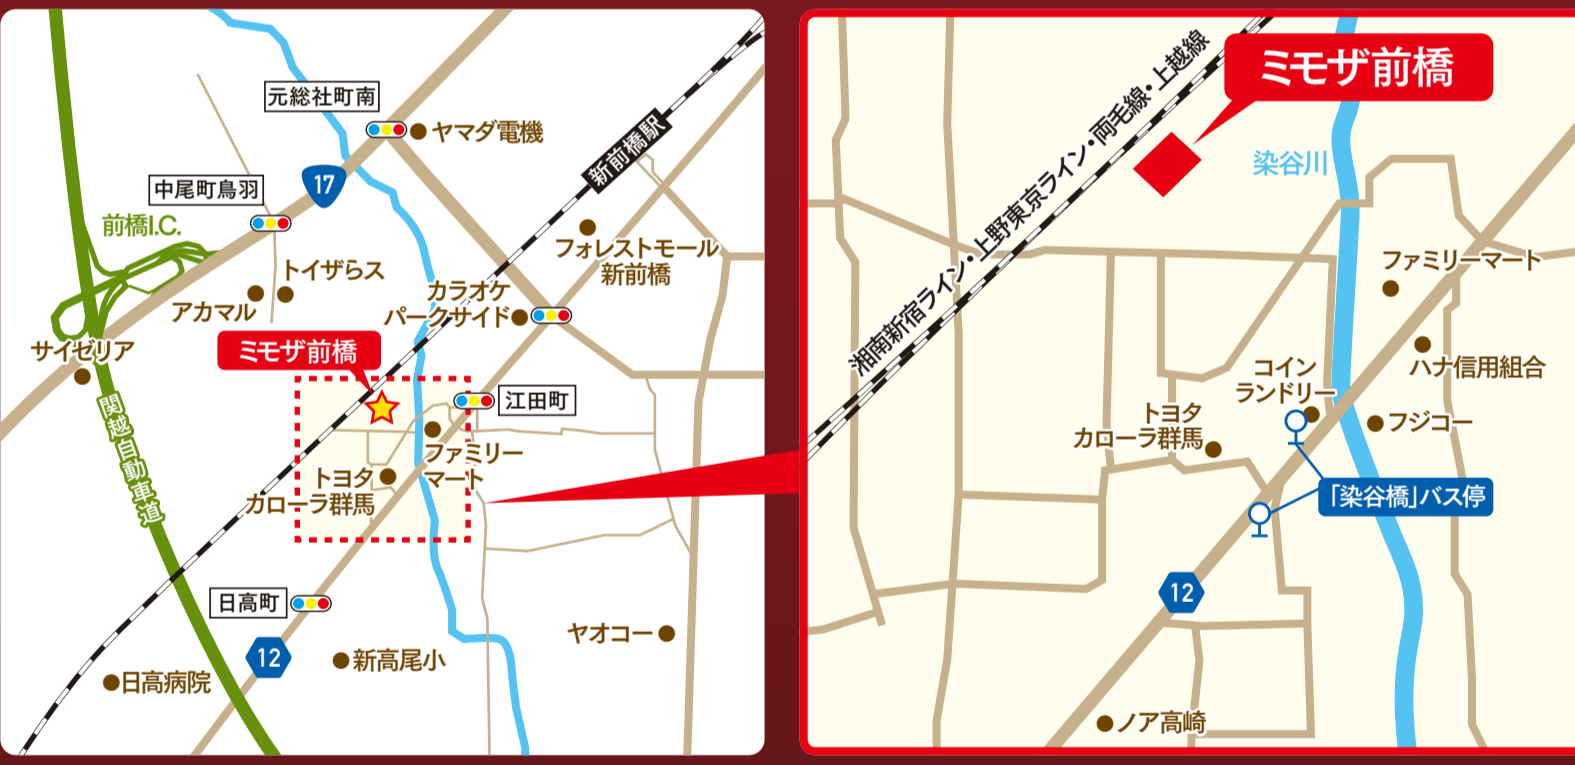 元総社町南
ヤマダ電機
新前橋駅
17
中尾町鳥羽
前橋I.C.
フォレストモール
新前橋
トイザらス
アカマル
カラオケ
パークサイド
サイゼリア
ミモザ前橋
江田町
関越自動車道
ファミリー
マート
トヨタ
カローラ群馬
日高町
12
新高尾小
ヤオコー
日高病院
湘南新宿ライン・上野東京ライン・両毛線・上越線
ミモザ前橋
染谷川
ファミリーマート
ハナ信用組合
コイン
ランドリー
トヨタ
カローラ群馬
フジコー
「染谷橋」バス停
12
ノア高崎